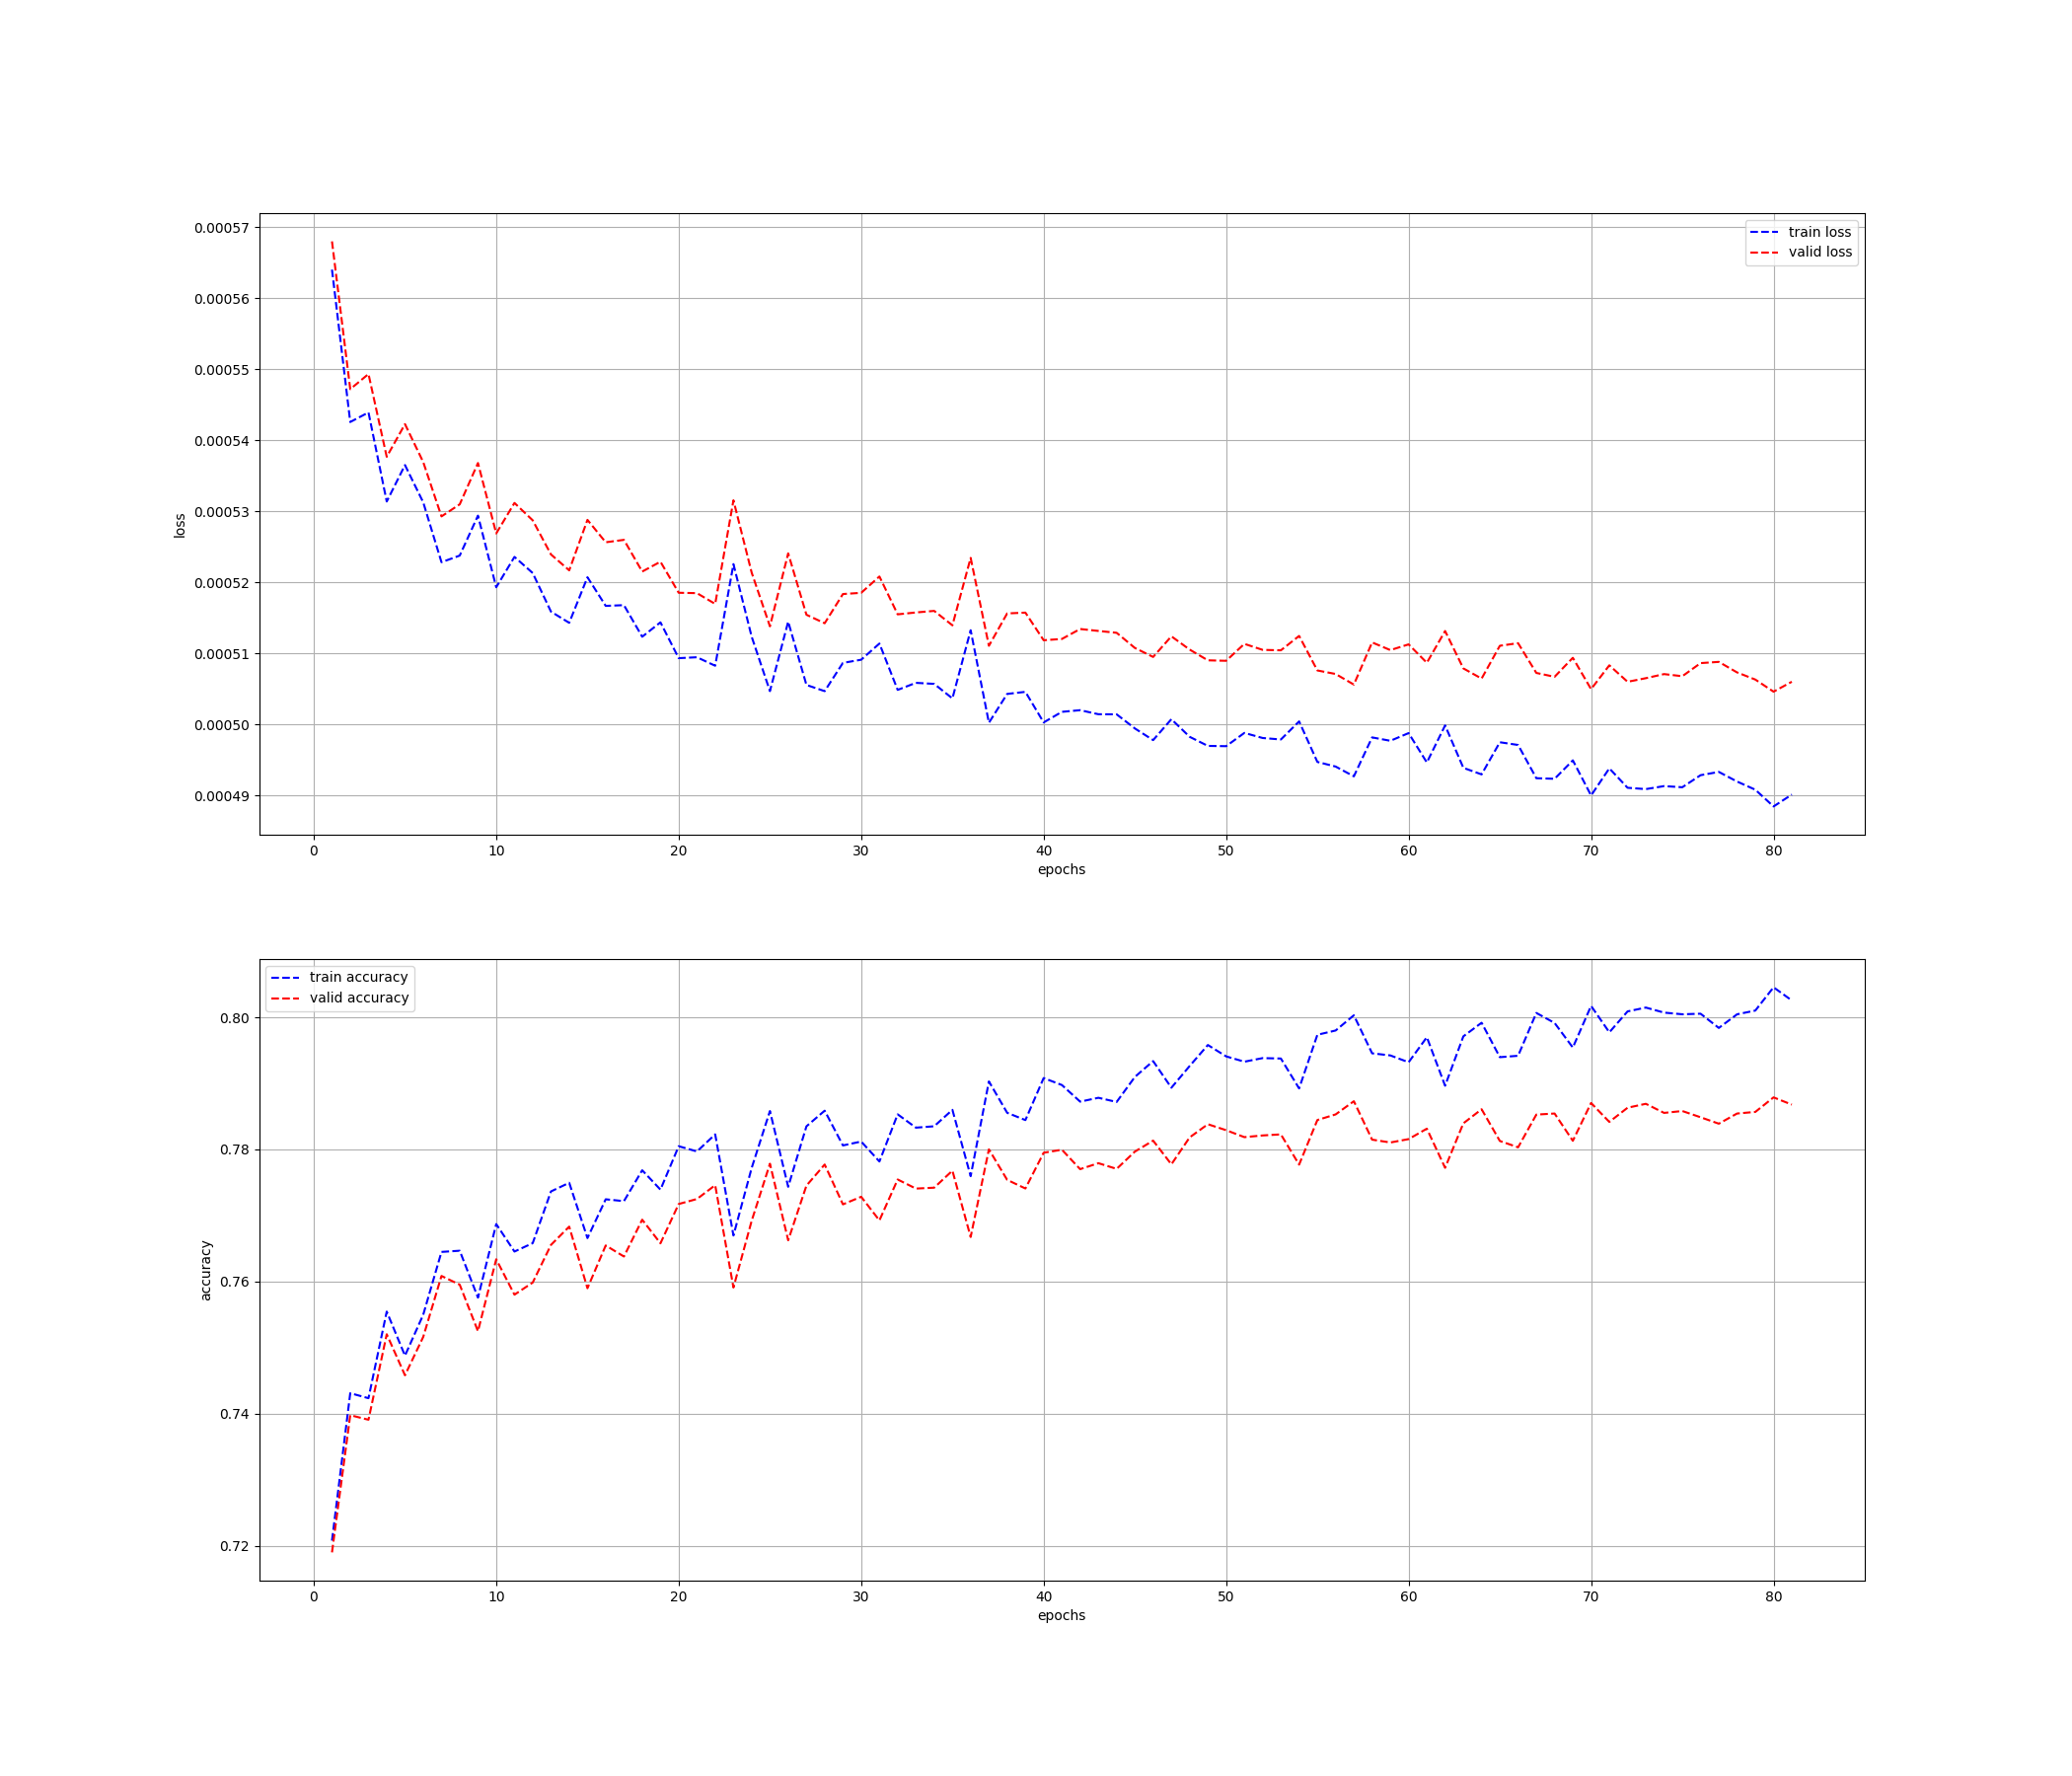 0.00057
train loss
valid loss
0.00056
0.00055
0.00054
0.00053
loss
0.00052
0.00051
0.00050
0.00049
0 10 20 30 40 50 60 70 80
epochs
train accuracy
valid accuracy
0.80
0.78
0.76
accuracy
0.74
0.72
0 10 20 30 40 50 60 70 80
epochs